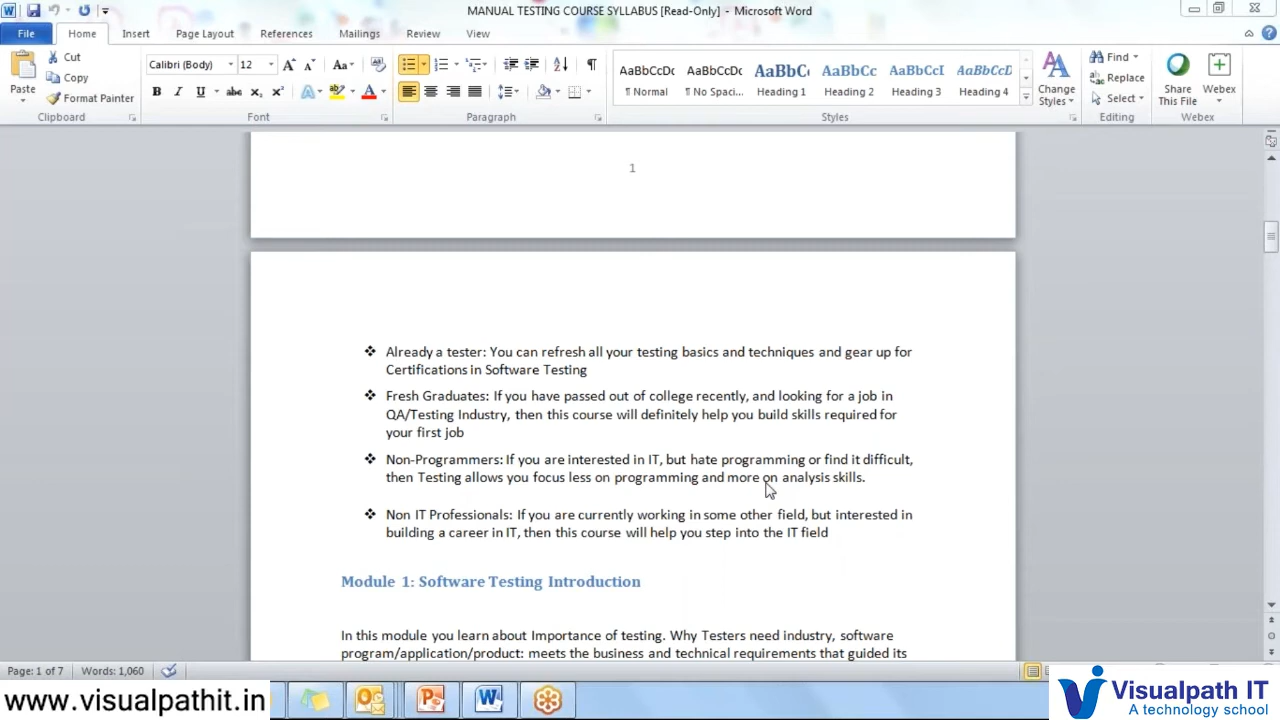 MANUAL TESTING COURSE SYLLABUS [Read-Only] - Microsoft Word
File Home Insert Page Layout References Mailings Review View
Cut
Copy
Format Painter
Paste
Clipboard
Calibri (Body) 12
Font
Paragraph
AaBbCcDc AaBbCcDc AaBbC AaBbCc AaBbCcI AaBbCcD
¶ Normal ¶ No Spaci... Heading 1 Heading 2 Heading 3 Heading 4
Styles
Change Styles
Find
Replace
Select
Editing
Share This File
Webex
Webex
1
❖ Already a tester: You can refresh all your testing basics and techniques and gear up for
Certifications in Software Testing
❖ Fresh Graduates: If you have passed out of college recently, and looking for a job in
QA/Testing Industry, then this course will definitely help you build skills required for
your first job
❖ Non-Programmers: If you are interested in IT, but hate programming or find it difficult,
then Testing allows you focus less on programming and more on analysis skills.
❖ Non IT Professionals: If you are currently working in some other field, but interested in
building a career in IT, then this course will help you step into the IT field
Module 1: Software Testing Introduction
In this module you learn about Importance of testing. Why Testers need industry, software
program/application/product: meets the business and technical requirements that guided its
Page: 1 of 7 Words: 1,060
www.visualpathit.in
Visualpath IT
A technology school